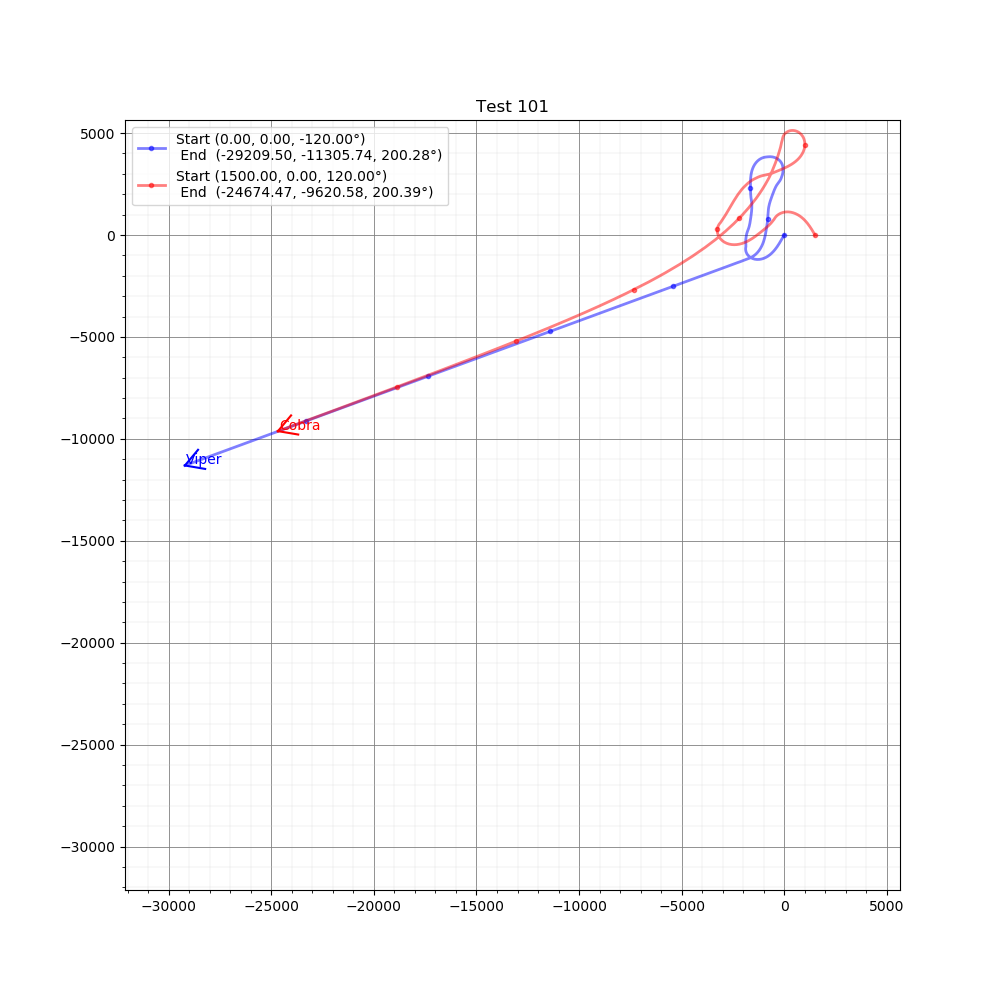 Test 101
Start (0.00, 0.00, -120.00°)
End (-29209.50, -11305.74, 200.28°)
Start (1500.00, 0.00, 120.00°)
End (-24674.47, -9620.58, 200.39°)
5000
0
−5000
−10000
−15000
−20000
−25000
−30000
Cobra
Viper
−30000 −25000 −20000 −15000 −10000 −5000 0 5000